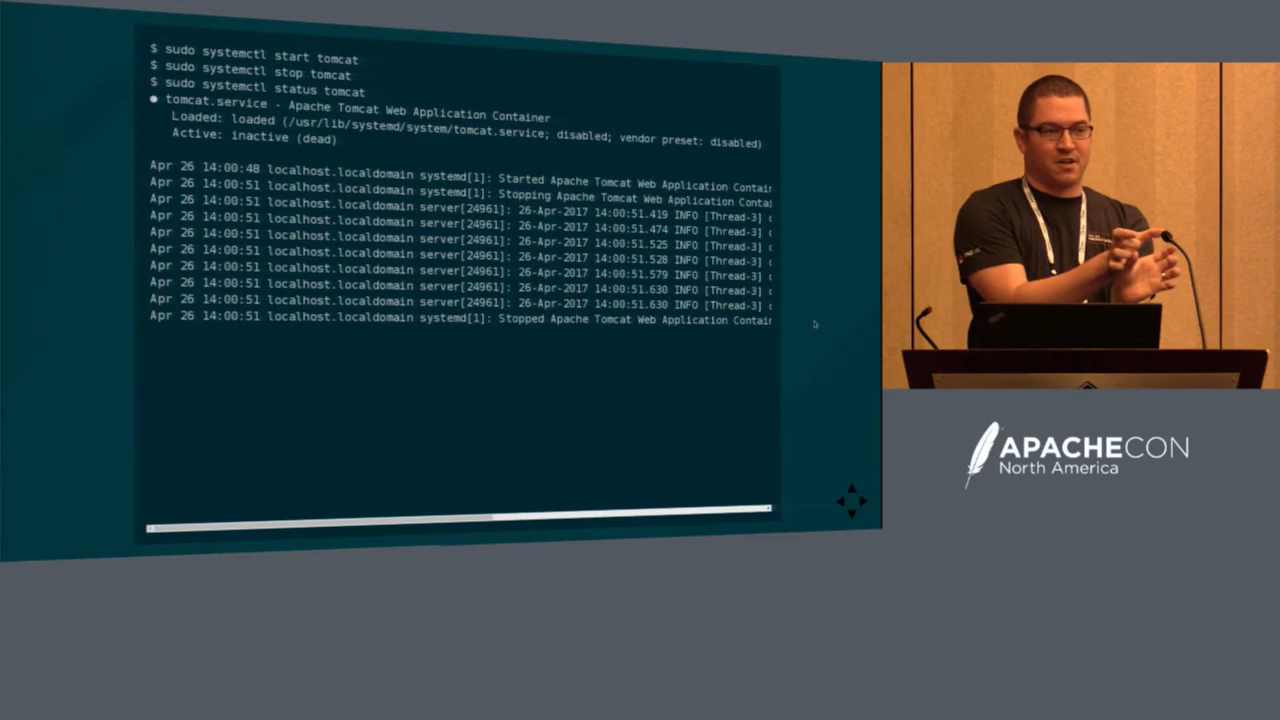 $ sudo systemctl start tomcat
$ sudo systemctl stop tomcat
$ sudo systemctl status tomcat
● tomcat.service - Apache Tomcat Web Application Container
Loaded: loaded (/usr/lib/systemd/system/tomcat.service; disabled; vendor preset: disabled)
Active: inactive (dead)
Apr 26 14:00:48 localhost.localdomain systemd[1]: Started Apache Tomcat Web Application Contain
Apr 26 14:00:51 localhost.localdomain systemd[1]: Stopping Apache Tomcat Web Application Contai
Apr 26 14:00:51 localhost.localdomain server[24961]: 26-Apr-2017 14:00:51.419 INFO [Thread-3]
Apr 26 14:00:51 localhost.localdomain server[24961]: 26-Apr-2017 14:00:51.474 INFO [Thread-3]
Apr 26 14:00:51 localhost.localdomain server[24961]: 26-Apr-2017 14:00:51.525 INFO [Thread-3]
Apr 26 14:00:51 localhost.localdomain server[24961]: 26-Apr-2017 14:00:51.528 INFO [Thread-3]
Apr 26 14:00:51 localhost.localdomain server[24961]: 26-Apr-2017 14:00:51.579 INFO [Thread-3]
Apr 26 14:00:51 localhost.localdomain server[24961]: 26-Apr-2017 14:00:51.630 INFO [Thread-3]
Apr 26 14:00:51 localhost.localdomain server[24961]: 26-Apr-2017 14:00:51.630 INFO [Thread-3]
Apr 26 14:00:51 localhost.localdomain systemd[1]: Stopped Apache Tomcat Web Application Contain
APACHECON
North America